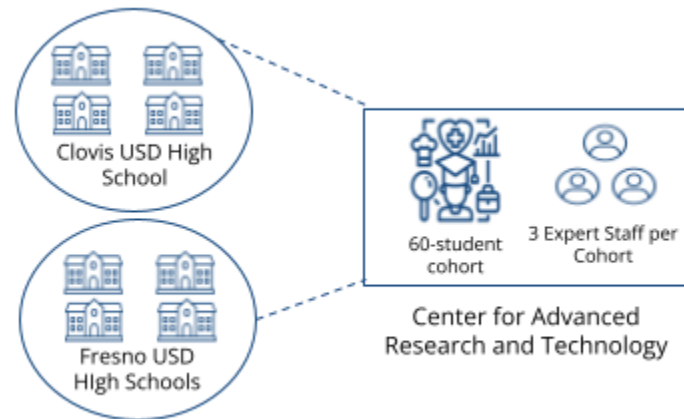 Clovis USD High
School
Fresno USD
HIgh Schools
60-student
cohort
3 Expert Staff per
Cohort
Center for Advanced
Research and Technology